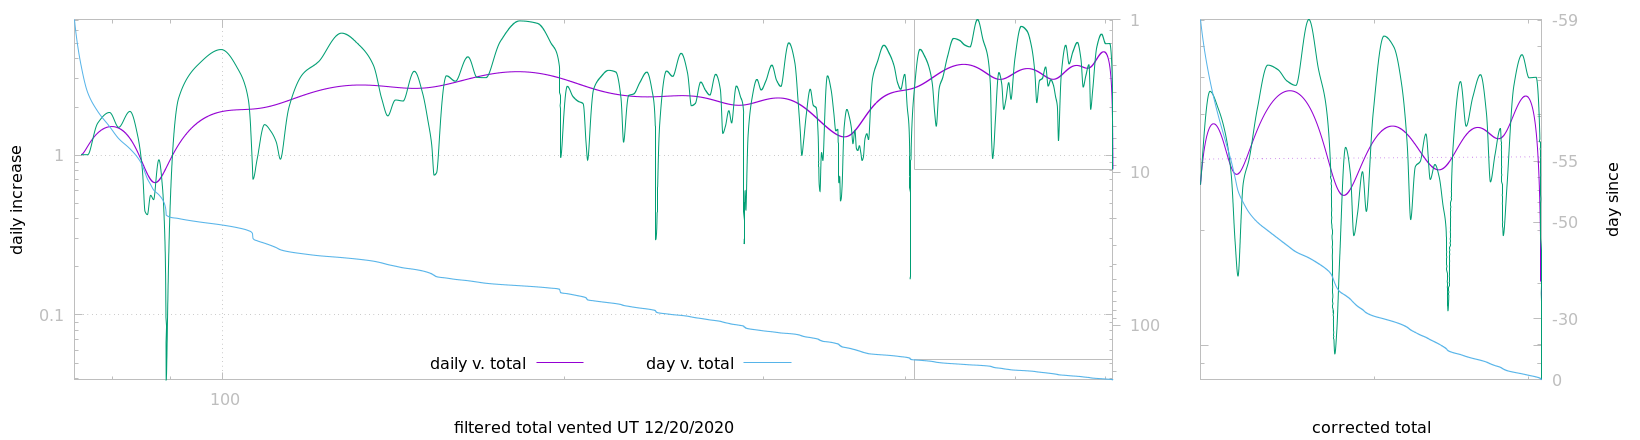 1
-59
1
-55
10
-50
daily increase
day since
0.1
100
-30
daily v. total
day v. total
0
100
filtered total vented UT 12/20/2020
corrected total